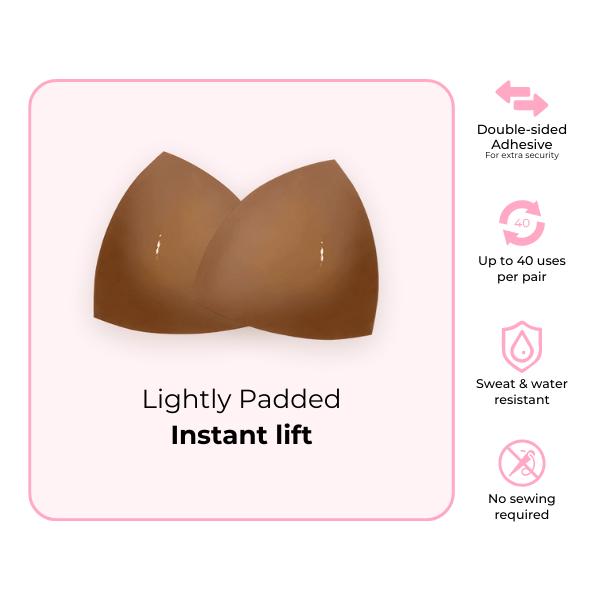 Lightly Padded
Instant lift
Double-sided
Adhesive
For extra security
40
Up to 40 uses
per pair
Sweat & water
resistant
No sewing
required